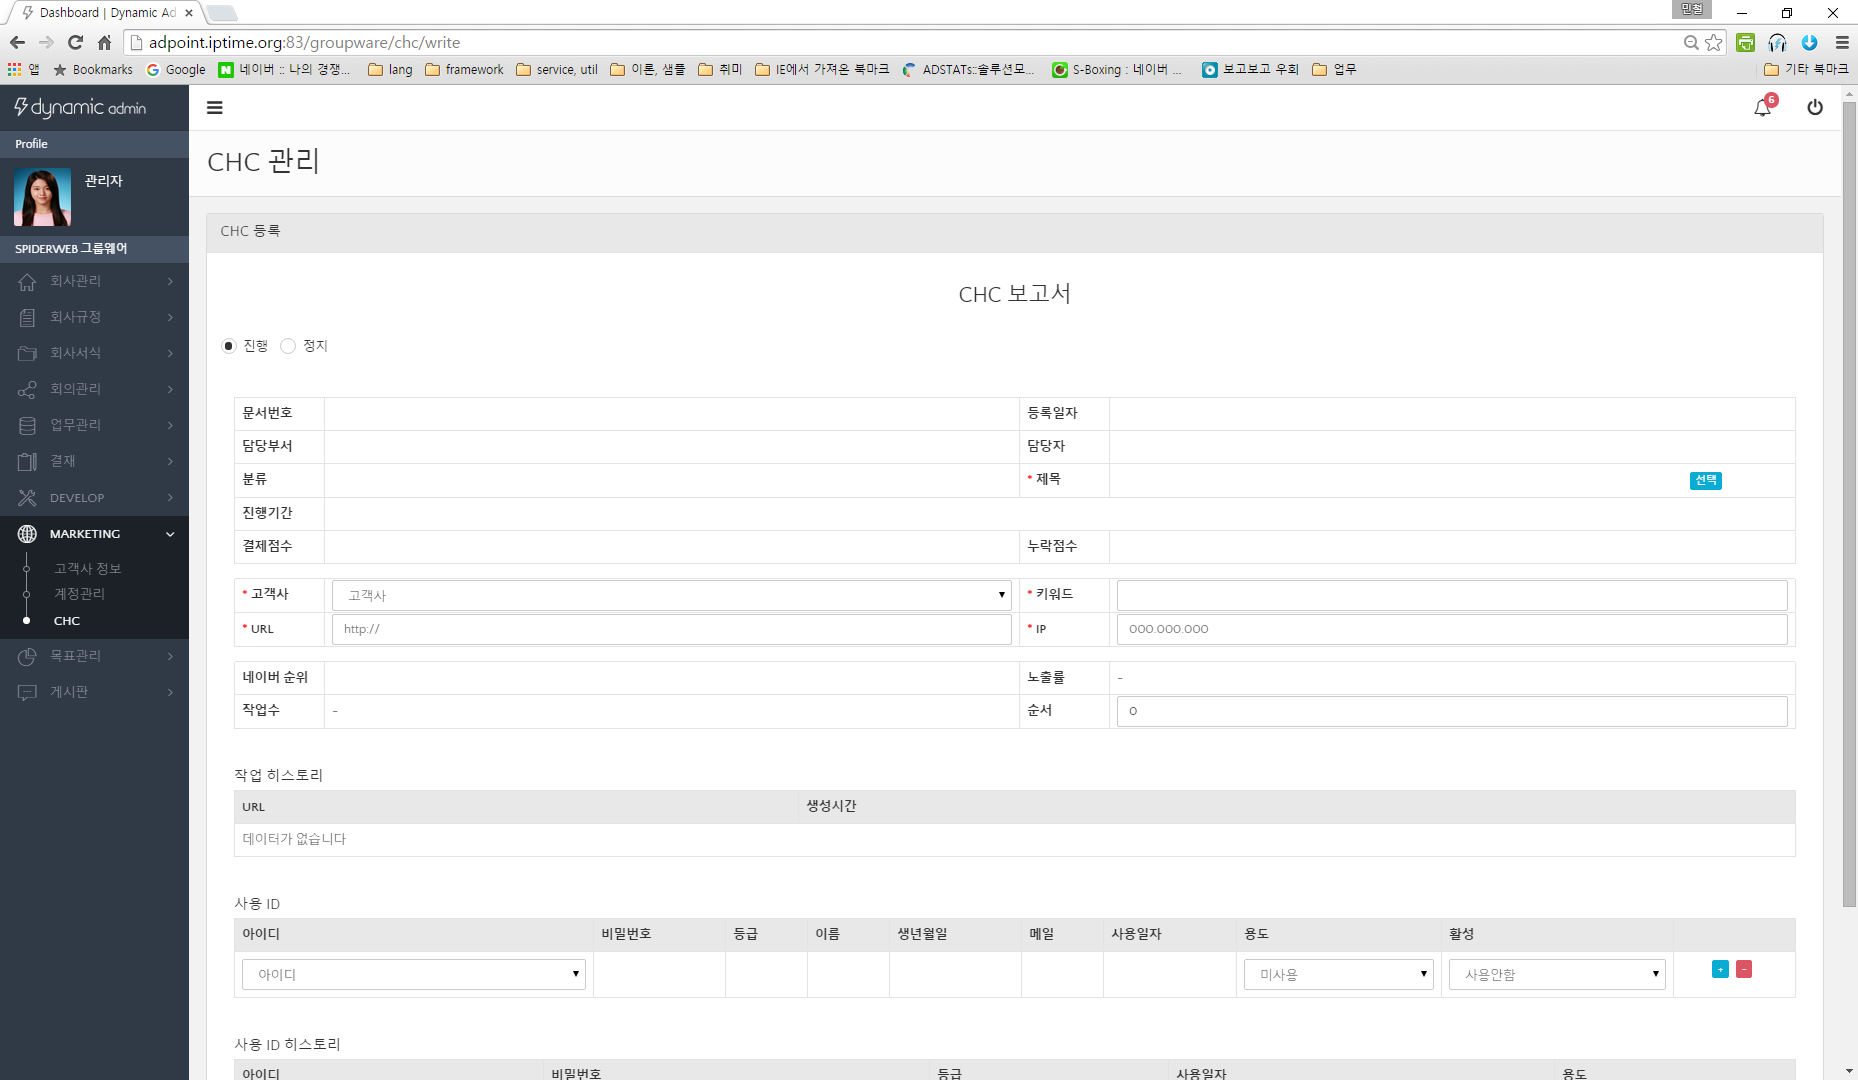 Dashboard | Dynamic Ad
민철
adpoint.iptime.org:83/groupware/chc/write
앱 Bookmarks Google 네이버 :: 나의 경쟁... lang framework service, util 이론, 샘플 취미 IE에서 가져온 북마크 ADSTATs::솔루션모... S-Boxing : 네이버 ... 보고보고 우회 업무 기타 북마크
dynamic admin
6
Profile
관리자
SPIDERWEB 그룹웨어
회사관리
회사규정
회사서식
회의관리
업무관리
결재
DEVELOP
MARKETING
고객사 정보
계정관리
CHC
목표관리
게시판
CHC 관리
CHC 등록
CHC 보고서
진행 정지
문서번호 등록일자
담당부서 담당자
분류 * 제목 선택
진행기간
결제점수 누락점수
* 고객사 고객사 * 키워드
* URL http:// * IP 000.000.000
네이버 순위 노출률 -
작업수 - 순서 0
작업 히스토리
URL 생성시간
데이터가 없습니다
사용 ID
아이디 비밀번호 등급 이름 생년월일 메일 사용일자 용도 활성
아이디 미사용 사용안함 + -
사용 ID 히스토리
아이디 비밀번호 등급 사용일자 용도